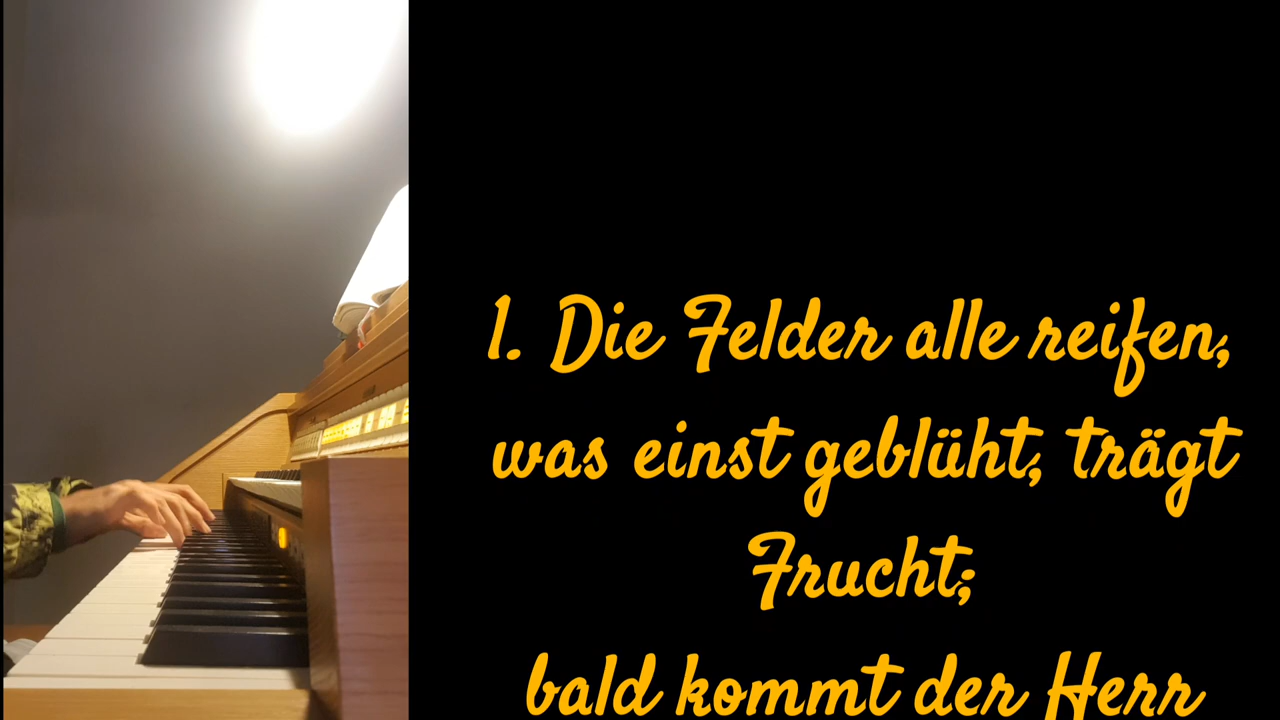 1. Die Felder alle reifen,
was einst geblüht, trägt
Frucht;
bald kommt der Herr